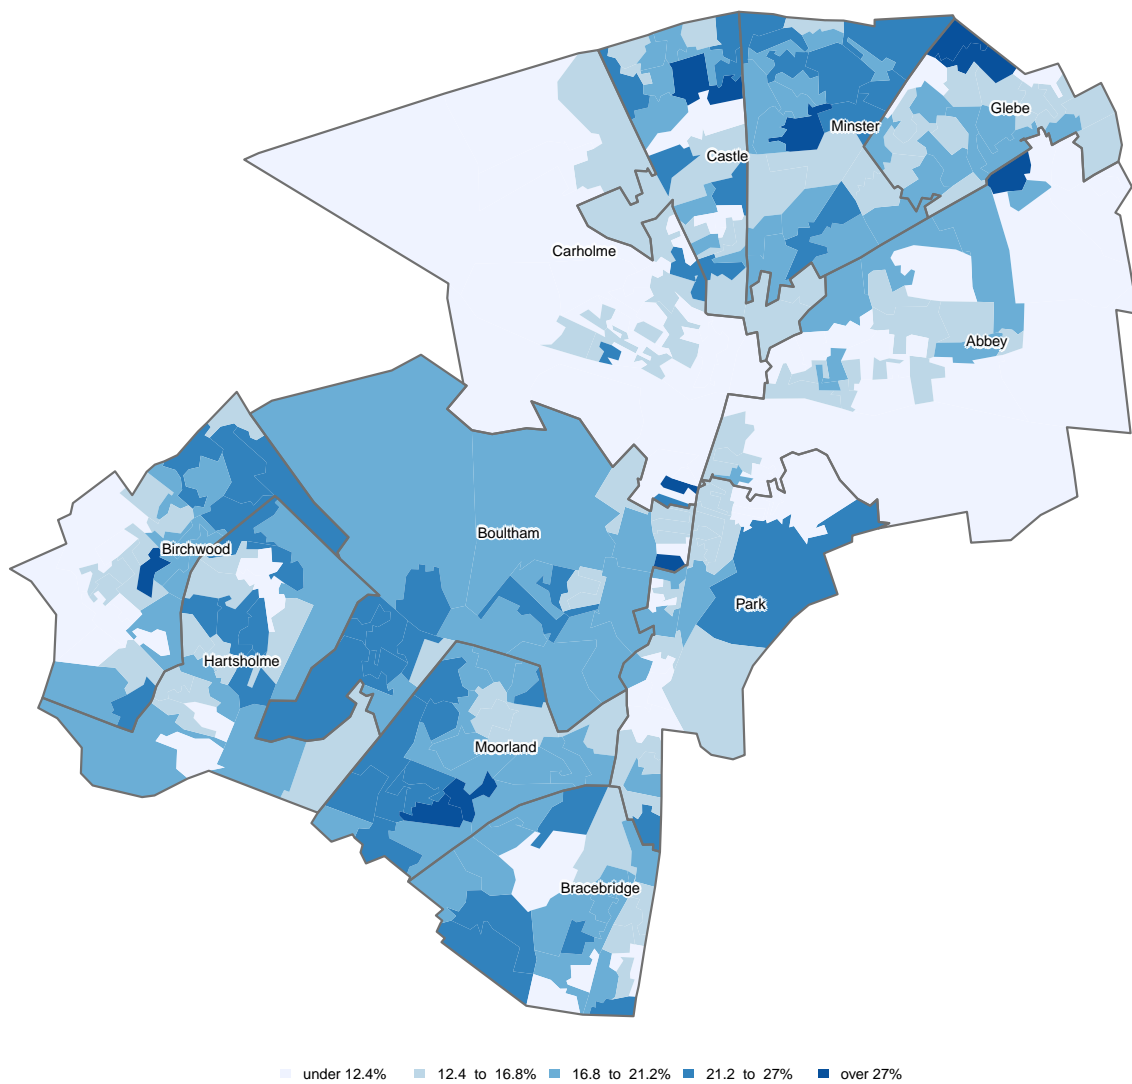 Glebe
Minster
Castle
Carholme
Abbey
Boultham
Birchwood
Park
Hartsholme
Moorland
Bracebridge
under 12.4% 12.4 to 16.8% 16.8 to 21.2% 21.2 to 27% over 27%